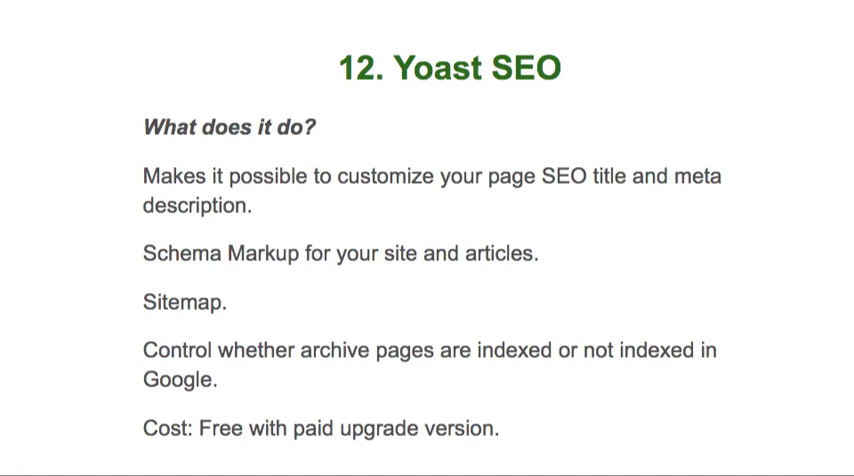 12. Yoast SEO
What does it do?
Makes it possible to customize your page SEO title and meta
description.
Schema Markup for your site and articles.
Sitemap.
Control whether archive pages are indexed or not indexed in
Google.
Cost: Free with paid upgrade version.